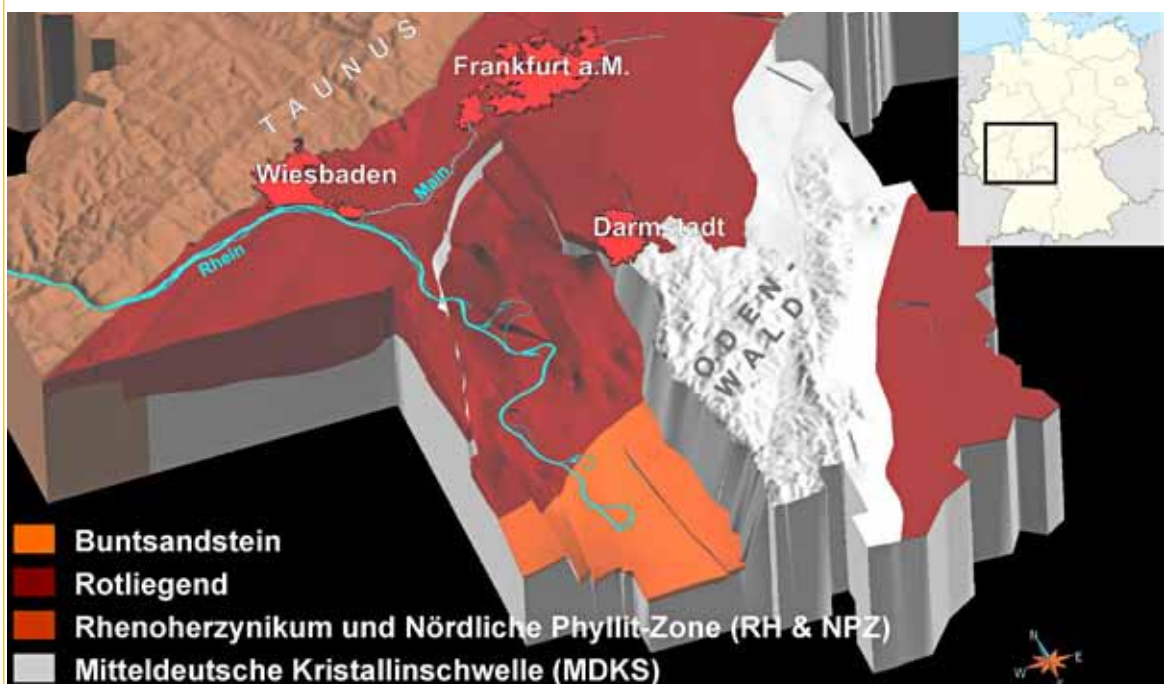 TAUNUS
Frankfurt a.M.
Wiesbaden
Main
Rhein
Darmstadt
ODEN-
WALD
Buntsandstein
Rotliegend
Rhenoherzynikum und Nördliche Phyllit-Zone (RH & NPZ)
Mitteldeutsche Kristallinschwelle (MDKS)
N
W
E